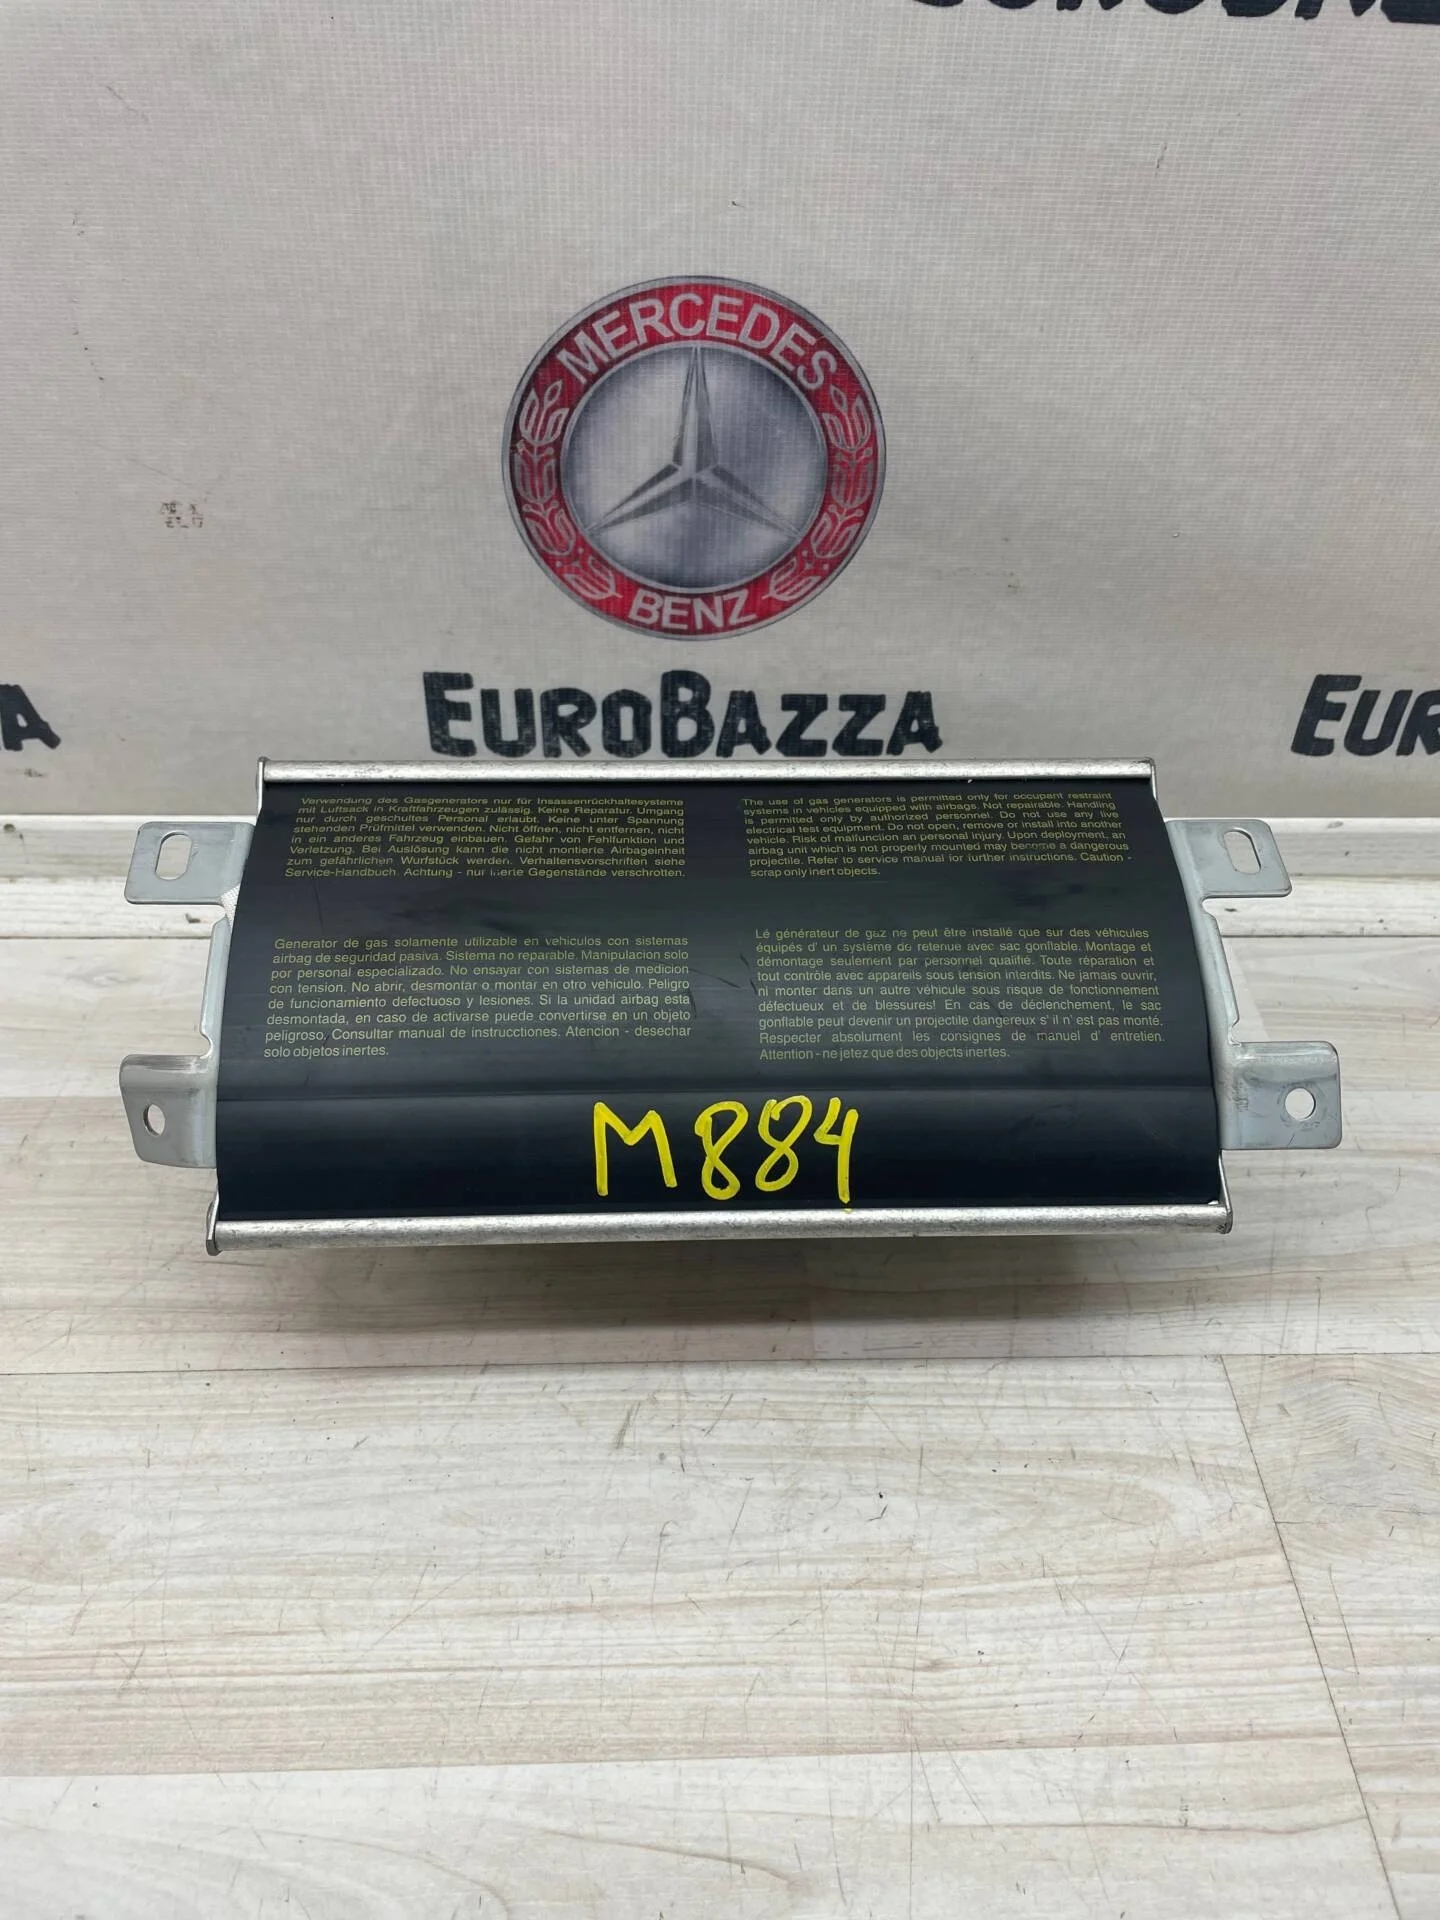 EUROBAZZA
MERCEDES
BENZ
ZZA
EUROBAZZA
EUR
Verwendung des Gasgenerators nur für Insassenrückhaltesysteme
mit Luftsack in Kraftfahrzeugen zulässig. Keine Reparatur. Umgang
nur durch geschultes Personal erlaubt. Keine unter Spannung
stehenden Prüfmittel verwenden. Nicht öffnen, nicht entfernen, nicht
in ein anderes Fahrzeug einbauen. Gefahr von Fehlfunktion und
Verletzung. Bei Auslösung kann die nicht montierte Airbageinheit
zum gefährlichen Wurfstück werden. Verhaltensvorschriften siehe
Service-Handbuch. Achtung - nur inerte Gegenstände verschrotten.
The use of gas generators is permitted only for occupant restraint
systems in vehicles equipped with airbags. Not repairable. Handling
is permitted only by authorized personnel. Do not use any live
electrical test equipment. Do not open, remove or install into another
vehicle. Risk of malfunction an personal injury. Upon deployment, an
airbag unit which is not properly mounted may become a dangerous
projectile. Refer to service manual for further instructions. Caution -
scrap only inert objects.
Generator de gas solamente utilizable en vehiculos con sistemas
airbag de seguridad pasiva. Sistema no reparable. Manipulacion solo
por personal especializado. No ensayar con sistemas de medicion
con tension. No abrir, desmontar o montar en otro vehiculo. Peligro
de funcionamiento defectuoso y lesiones. Si la unidad airbag esta
desmontada, en caso de activarse puede convertirse en un objeto
peligroso. Consultar manual de instrucctiones. Atencion - desechar
solo objetos inertes.
Lé générateur de gaz ne peut être installé que sur des véhicules
équipés d' un système de retenue avec sac gonflable. Montage et
démontage seulement par personnel qualifié. Toute réparation et
tout contrôle avec appareils sous tension interdits. Ne jamais ouvrir,
ni monter dans un autre véhicule sous risque de fonctionnement
défectueux et de blessures! En cas de déclenchement, le sac
gonflable peut devenir un projectile dangereux s' il n' est pas monté.
Respecter absolument les consignes de manuel d' entretien.
Attention - ne jetez que des objects inertes.
M884